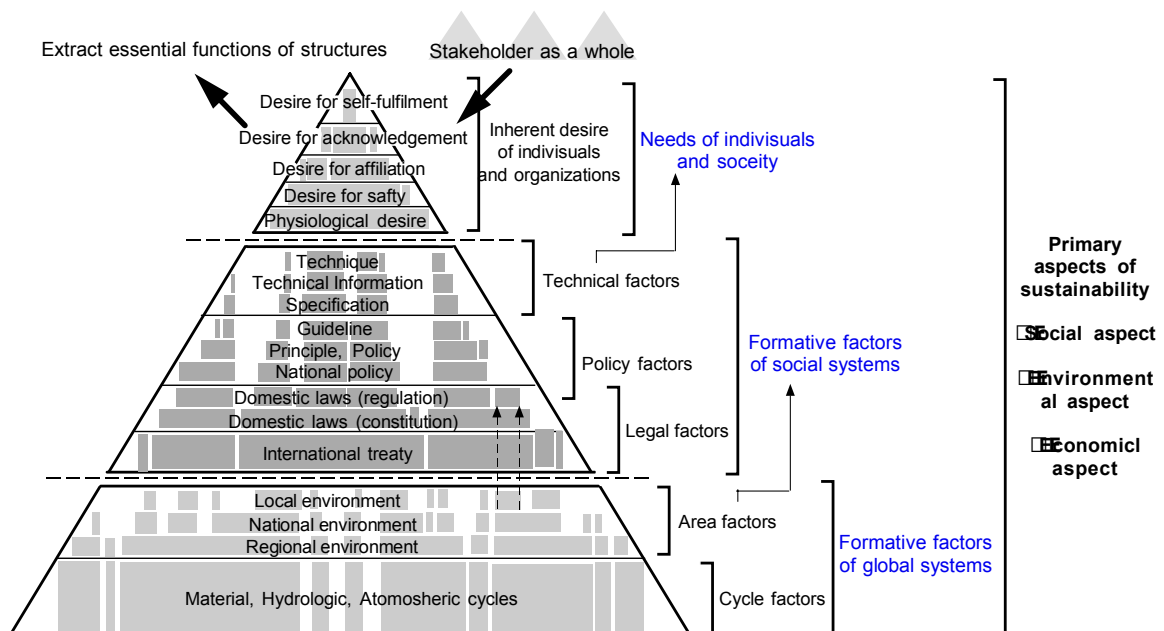 Extract essential functions of structures
Stakeholder as a whole
Desire for self-fulfilment
Desire for acknowledgement
Desire for affiliation
Desire for safty
Physiological desire
Inherent desire
of indivisuals
and organizations
Needs of indivisuals
and soceity
Technique
Technical Information
Specification
Technical factors
Guideline
Principle, Policy
National policy
Policy factors
Domestic laws (regulation)
Domestic laws (constitution)
International treaty
Legal factors
Formative factors
of social systems
Local environment
National environment
Regional environment
Area factors
Material, Hydrologic, Atomosheric cycles
Cycle factors
Formative factors
of global systems
Primary
aspects of
sustainability
Social aspect
Environment
al aspect
Economicl
aspect